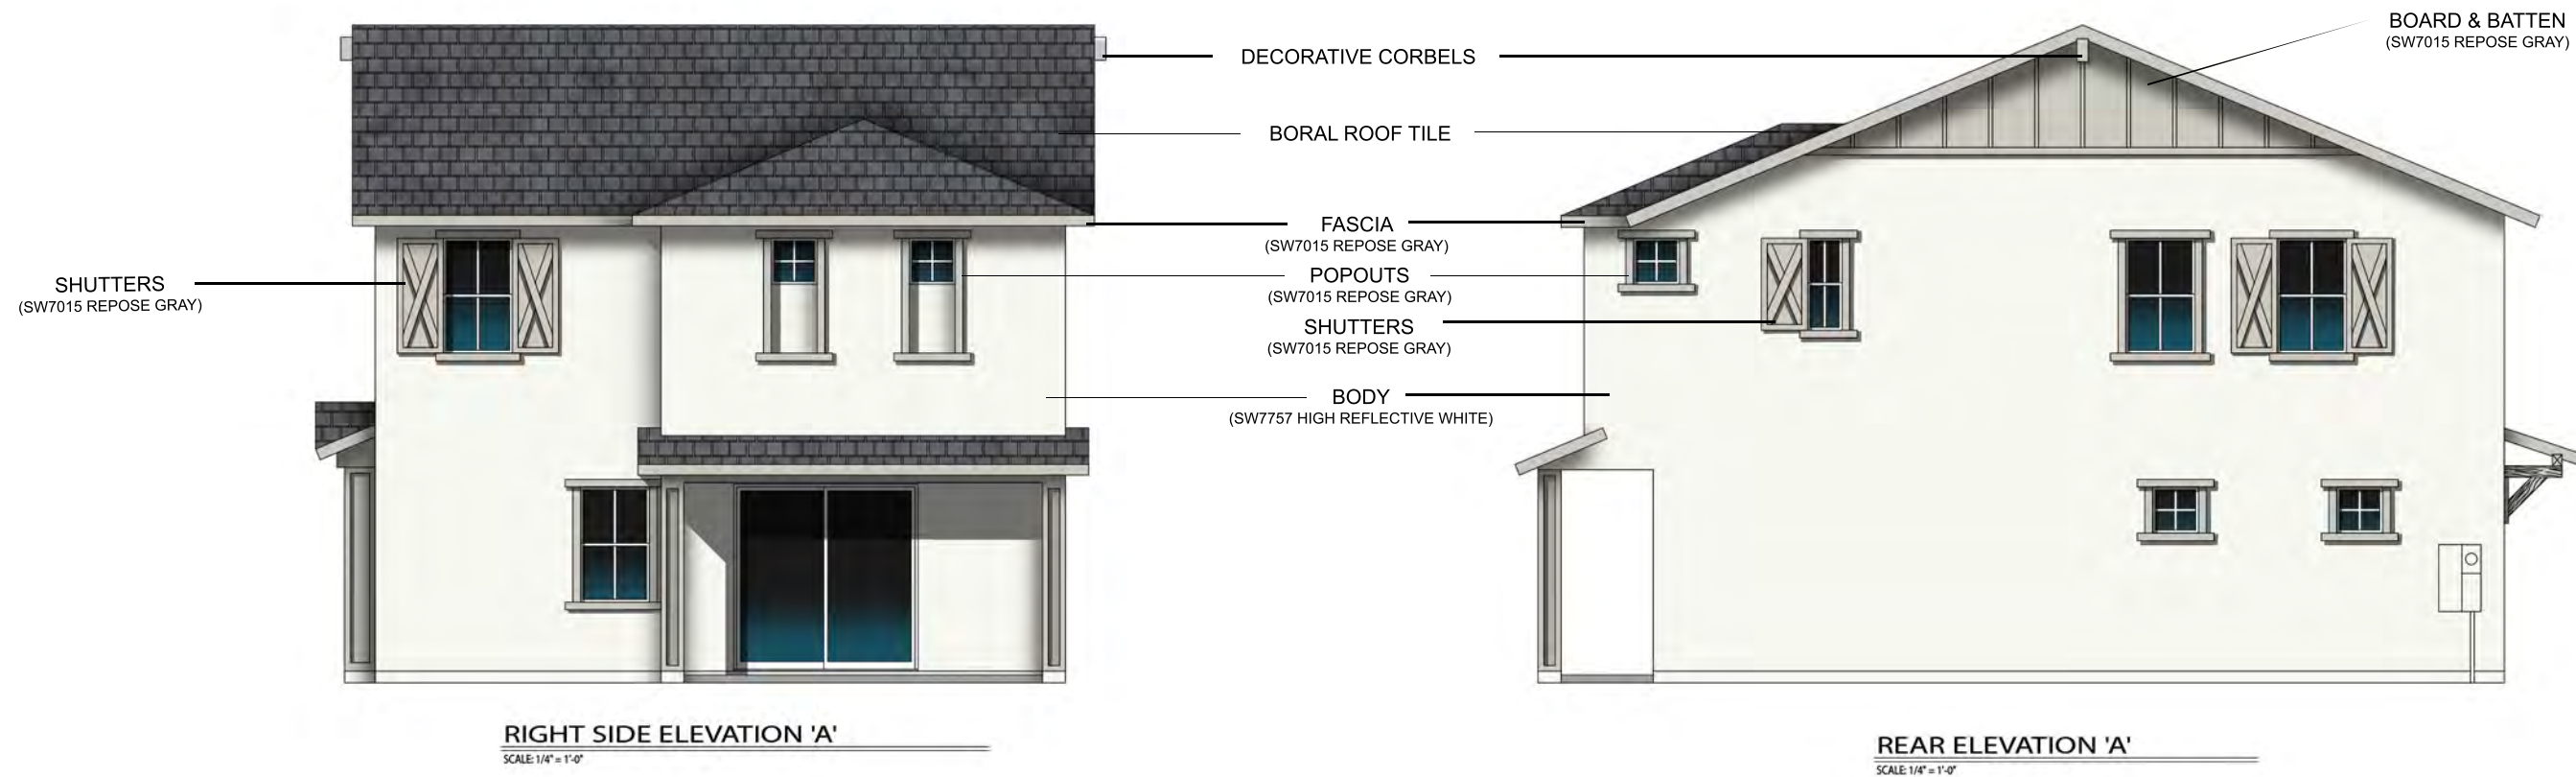 BOARD & BATTEN
(SW7015 REPOSE GRAY)
DECORATIVE CORBELS
BORAL ROOF TILE
FASCIA
(SW7015 REPOSE GRAY)
POPOUTS
(SW7015 REPOSE GRAY)
SHUTTERS
(SW7015 REPOSE GRAY)
SHUTTERS
(SW7015 REPOSE GRAY)
BODY
(SW7757 HIGH REFLECTIVE WHITE)
RIGHT SIDE ELEVATION 'A'
SCALE: 1/4" = 1'-0"
REAR ELEVATION 'A'
SCALE: 1/4" = 1'-0"